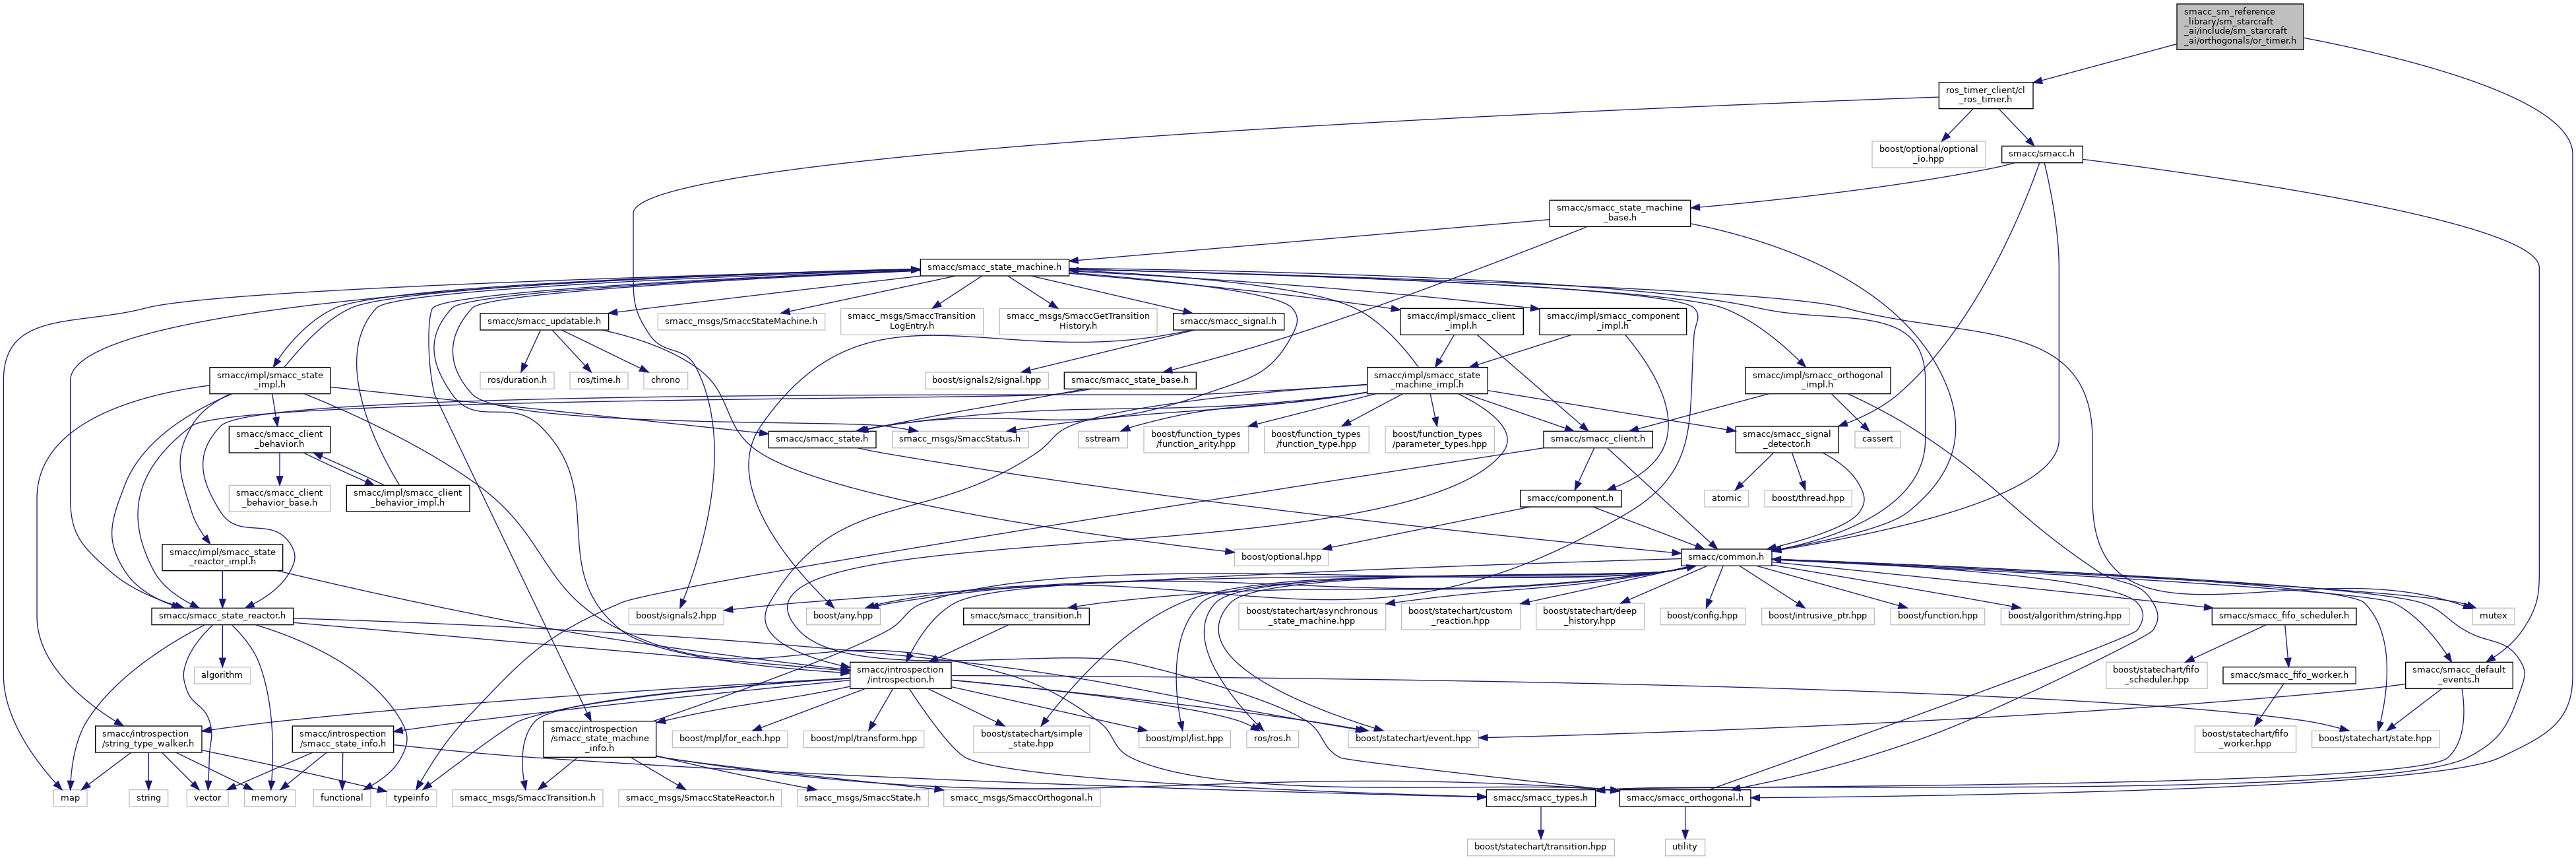 smacc_sm_reference
_library/sm_starcraft
_ai/include/sm_starcraft
_ai/orthogonals/or_timer.h
ros_timer_client/cl
_ros_timer.h
boost/optional/optional
_io.hpp
smacc/smacc.h
smacc/smacc_state_machine
_base.h
smacc/smacc_state_machine.h
smacc/smacc_updatable.h
smacc_msgs/SmaccStateMachine.h
smacc_msgs/SmaccTransition
LogEntry.h
smacc_msgs/SmaccGetTransition
History.h
smacc/smacc_signal.h
smacc/impl/smacc_client
_impl.h
smacc/impl/smacc_component
_impl.h
smacc/impl/smacc_state
_impl.h
ros/duration.h
ros/time.h
chrono
boost/signals2/signal.hpp
smacc/smacc_state_base.h
smacc/impl/smacc_state
_machine_impl.h
smacc/impl/smacc_orthogonal
_impl.h
smacc/smacc_client
_behavior.h
smacc/smacc_state.h
smacc_msgs/SmaccStatus.h
sstream
boost/function_types
/function_arity.hpp
boost/function_types
/function_type.hpp
boost/function_types
/parameter_types.hpp
smacc/smacc_client.h
smacc/smacc_signal
_detector.h
cassert
smacc/smacc_client
_behavior_base.h
smacc/impl/smacc_client
_behavior_impl.h
smacc/component.h
atomic
boost/thread.hpp
smacc/impl/smacc_state
_reactor_impl.h
boost/optional.hpp
smacc/common.h
smacc/smacc_state_reactor.h
boost/signals2.hpp
boost/any.hpp
smacc/smacc_transition.h
boost/statechart/asynchronous
_state_machine.hpp
boost/statechart/custom
_reaction.hpp
boost/statechart/deep
_history.hpp
boost/config.hpp
boost/intrusive_ptr.hpp
boost/function.hpp
boost/algorithm/string.hpp
smacc/smacc_fifo_scheduler.h
mutex
algorithm
smacc/introspection
/introspection.h
boost/statechart/fifo
_scheduler.hpp
smacc/smacc_fifo_worker.h
smacc/smacc_default
_events.h
smacc/introspection
/string_type_walker.h
smacc/introspection
/smacc_state_info.h
smacc/introspection
/smacc_state_machine
_info.h
boost/mpl/for_each.hpp
boost/mpl/transform.hpp
boost/statechart/simple
_state.hpp
boost/mpl/list.hpp
ros/ros.h
boost/statechart/event.hpp
boost/statechart/fifo
_worker.hpp
boost/statechart/state.hpp
map
string
vector
memory
functional
typeinfo
smacc_msgs/SmaccTransition.h
smacc_msgs/SmaccStateReactor.h
smacc_msgs/SmaccState.h
smacc_msgs/SmaccOrthogonal.h
smacc/smacc_types.h
smacc/smacc_orthogonal.h
boost/statechart/transition.hpp
utility